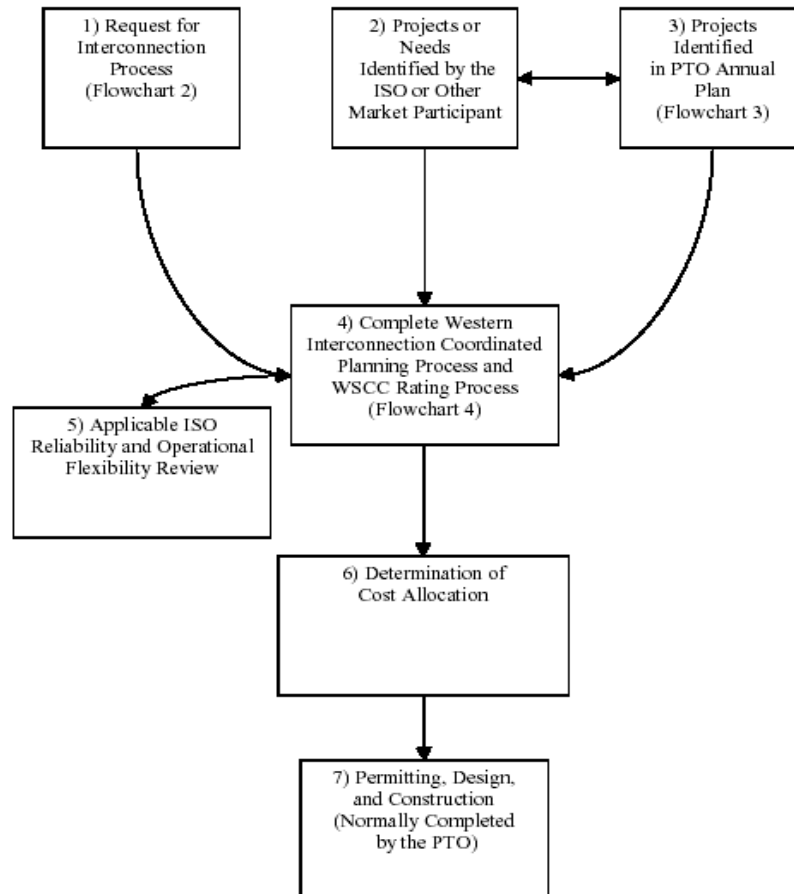 1) Request for
Interconnection
Process
(Flowchart 2)
2) Projects or
Needs
Identified by the
ISO or Other
Market Participant
3) Projects
Identified
in PTO Annual
Plan
(Flowchart 3)
4) Complete Western
Interconnection Coordinated
Planning Process and
WSCC Rating Process
(Flowchart 4)
5) Applicable ISO
Reliability and Operational
Flexibility Review
6) Determination of
Cost Allocation
7) Permitting, Design,
and Construction
(Normally Completed
by the PTO)